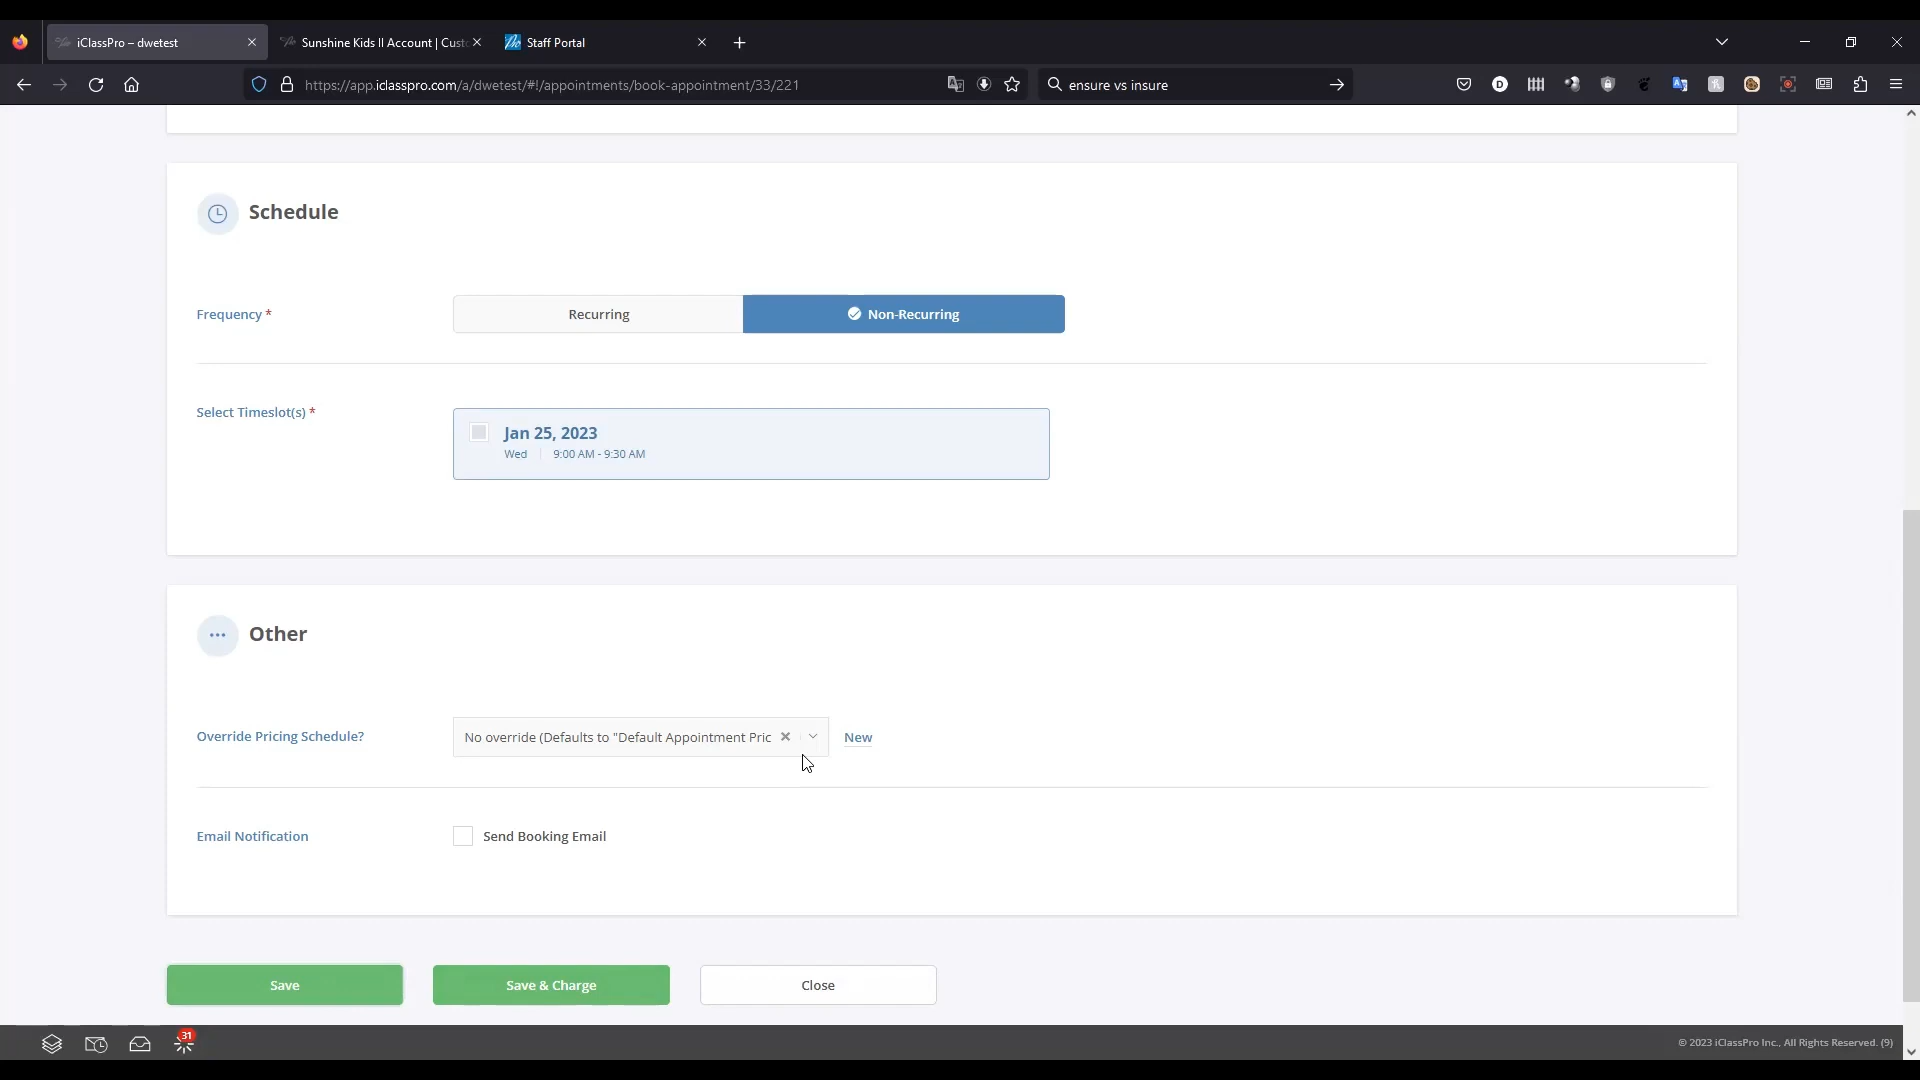 iClassPro – dwetest
Sunshine Kids II Account | Cust
Staff Portal
https://app.iclasspro.com/a/dwetest/#!/appointments/book-appointment/33/221
ensure vs insure
Schedule
Frequency *
Recurring
Non-Recurring
Select Timeslot(s) *
Jan 25, 2023
Wed
9:00 AM - 9:30 AM
Other
Override Pricing Schedule?
No override (Defaults to "Default Appointment Pric
New
Email Notification
Send Booking Email
Save
Save & Charge
Close
31
© 2023 iClassPro Inc., All Rights Reserved. (9)